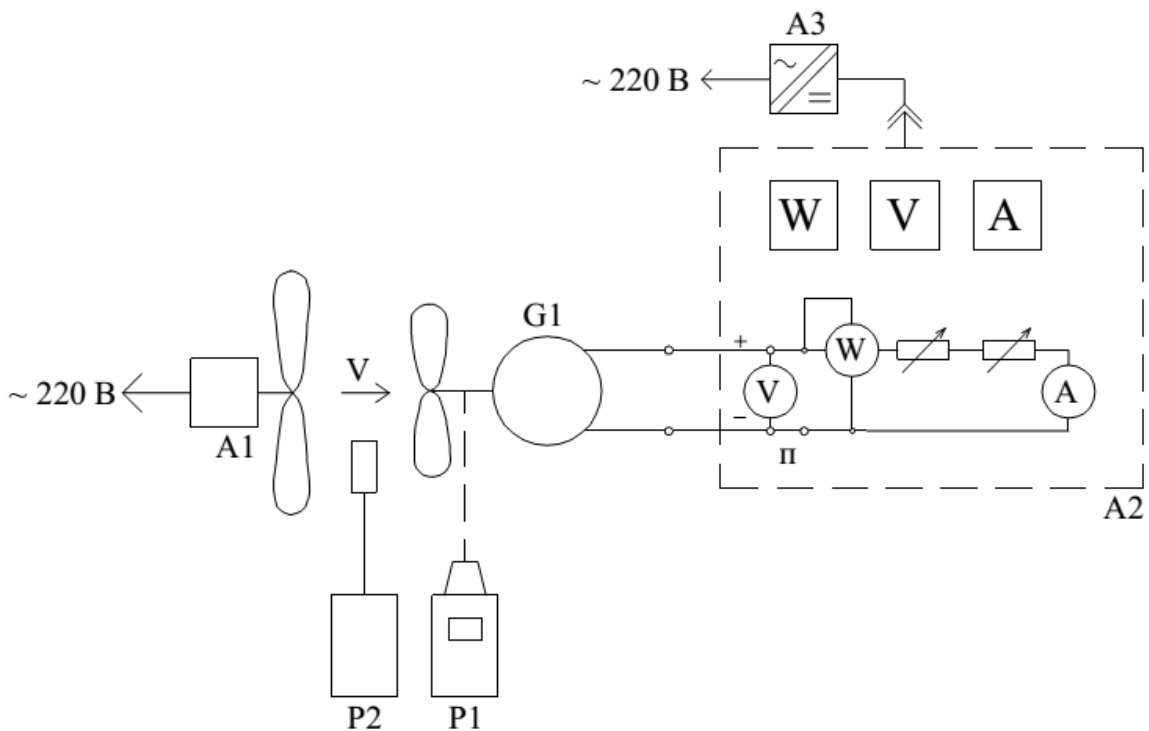 A3
~ 220 В
W V A
G1
+
W
V
~ 220 В
V
A
–
A1
п
A2
P2 P1